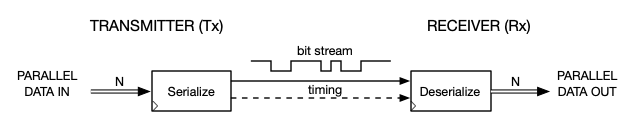 TRANSMITTER (Tx)
RECEIVER (Rx)
bit stream
PARALLEL
DATA IN
N
Serialize
timing
Deserialize
N
PARALLEL
DATA OUT